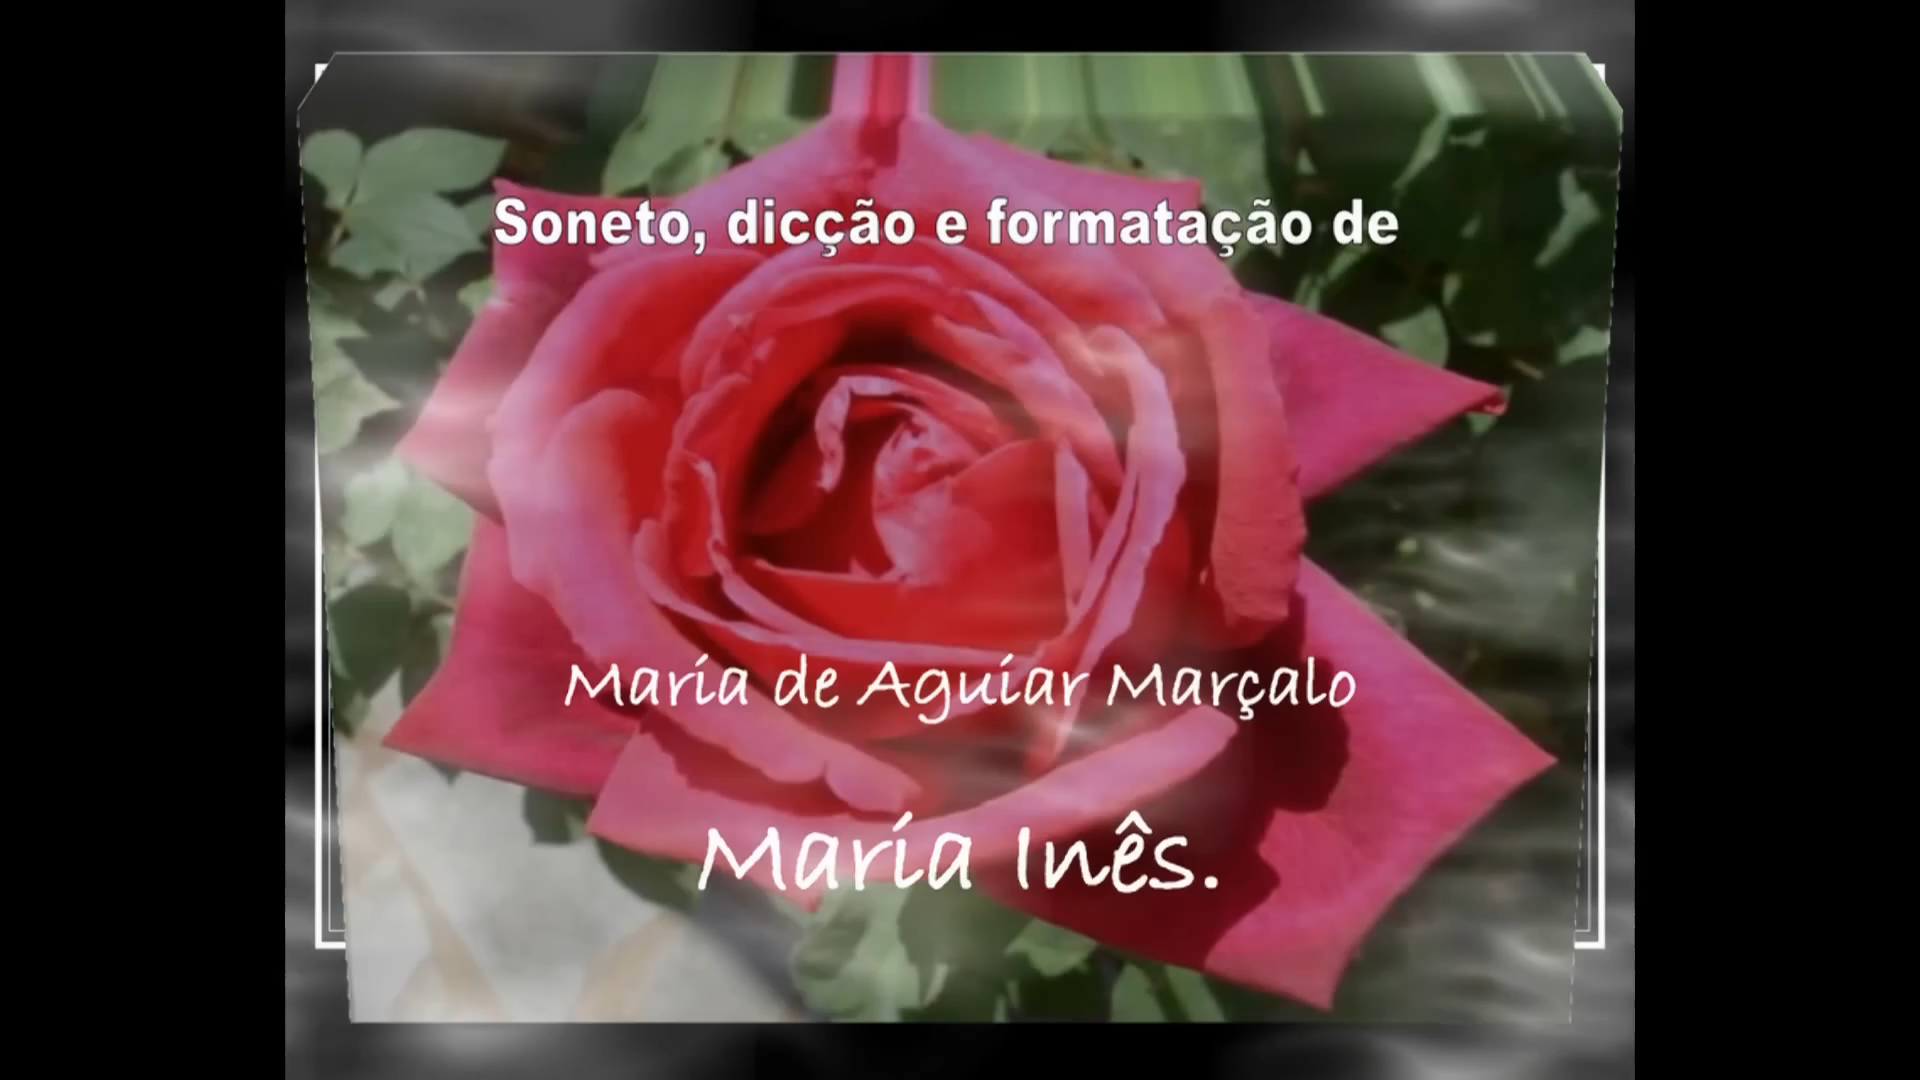 Soneto, dicção e formatação de
Maria de Aguiar Marçalo
Maria Inês.